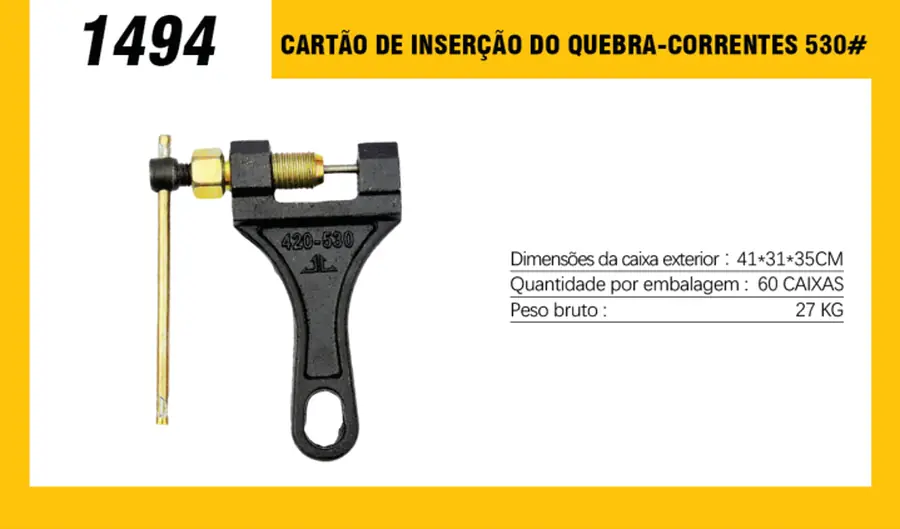 1494
CARTÃO DE INSERÇÃO DO QUEBRA-CORRENTES 530#
420-530
Dimensões da caixa exterior : 41*31*35CM
Quantidade por embalagem : 60 CAIXAS
Peso bruto : 27 KG